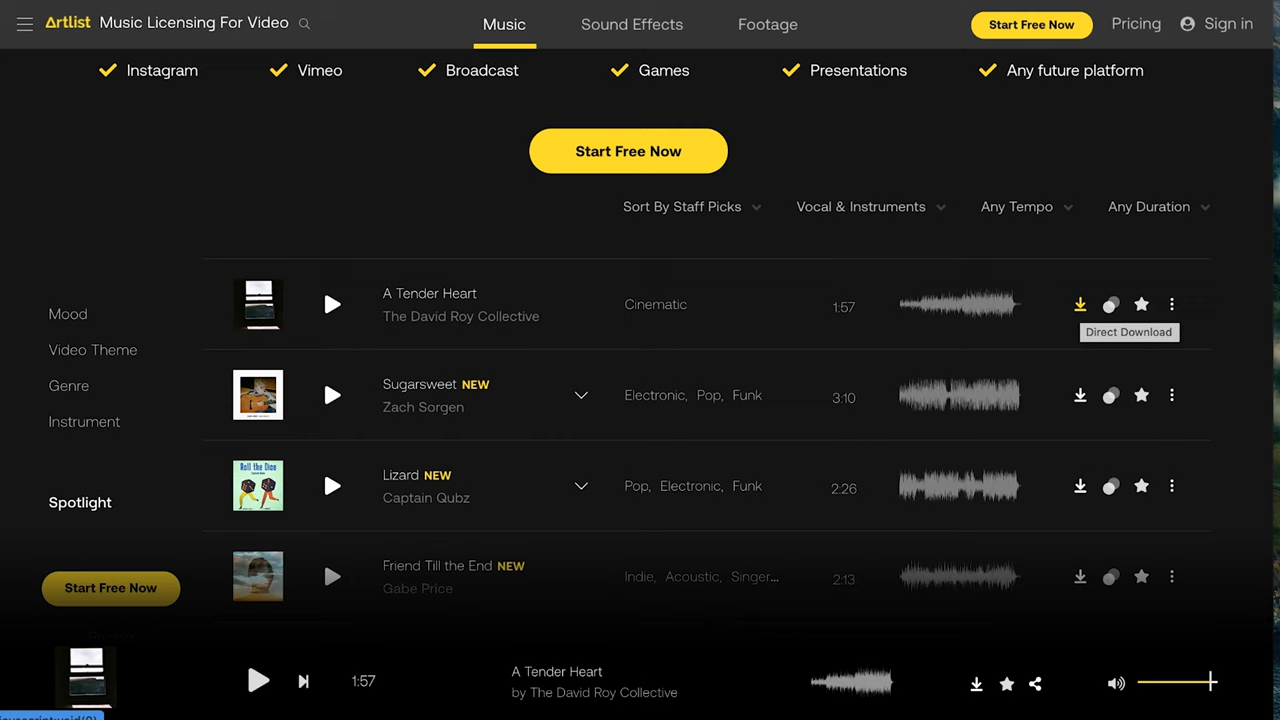 Artlist Music Licensing For Video
Music Sound Effects Footage
Start Free Now Pricing Sign in
Instagram Vimeo Broadcast Games Presentations Any future platform
Start Free Now
Sort By Staff Picks Vocal & Instruments Any Tempo Any Duration
Mood
Video Theme
Genre
Instrument
Spotlight
Start Free Now
A Tender Heart
The David Roy Collective
Cinematic 1:57
Direct Download
Sugarsweet NEW
Zach Sorgen
Electronic, Pop, Funk 3:10
Roll the Dice
Lizard NEW
Captain Qubz
Pop, Electronic, Funk 2:26
Friend Till the End NEW
Gabe Price
Indie, Acoustic, Singer... 2:13
1:57
A Tender Heart
by The David Roy Collective